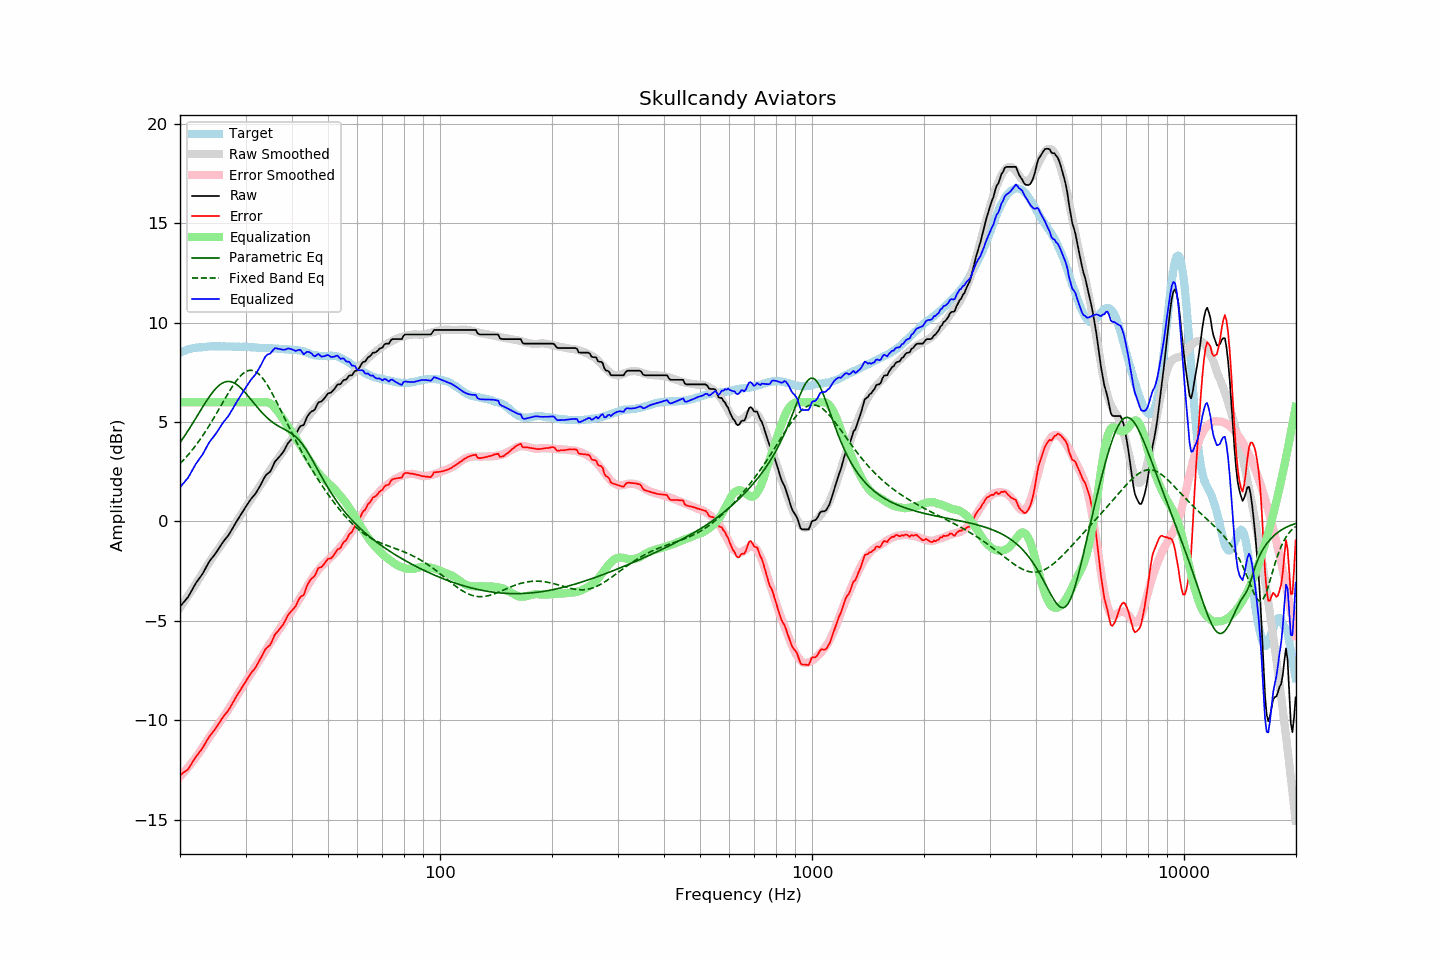 Skullcandy Aviators
20
15
10
5
0
−5
−10
−15
Amplitude (dBr)
Target
Raw Smoothed
Error Smoothed
Raw
Error
Equalization
Parametric Eq
Fixed Band Eq
Equalized
100
1000
10000
Frequency (Hz)